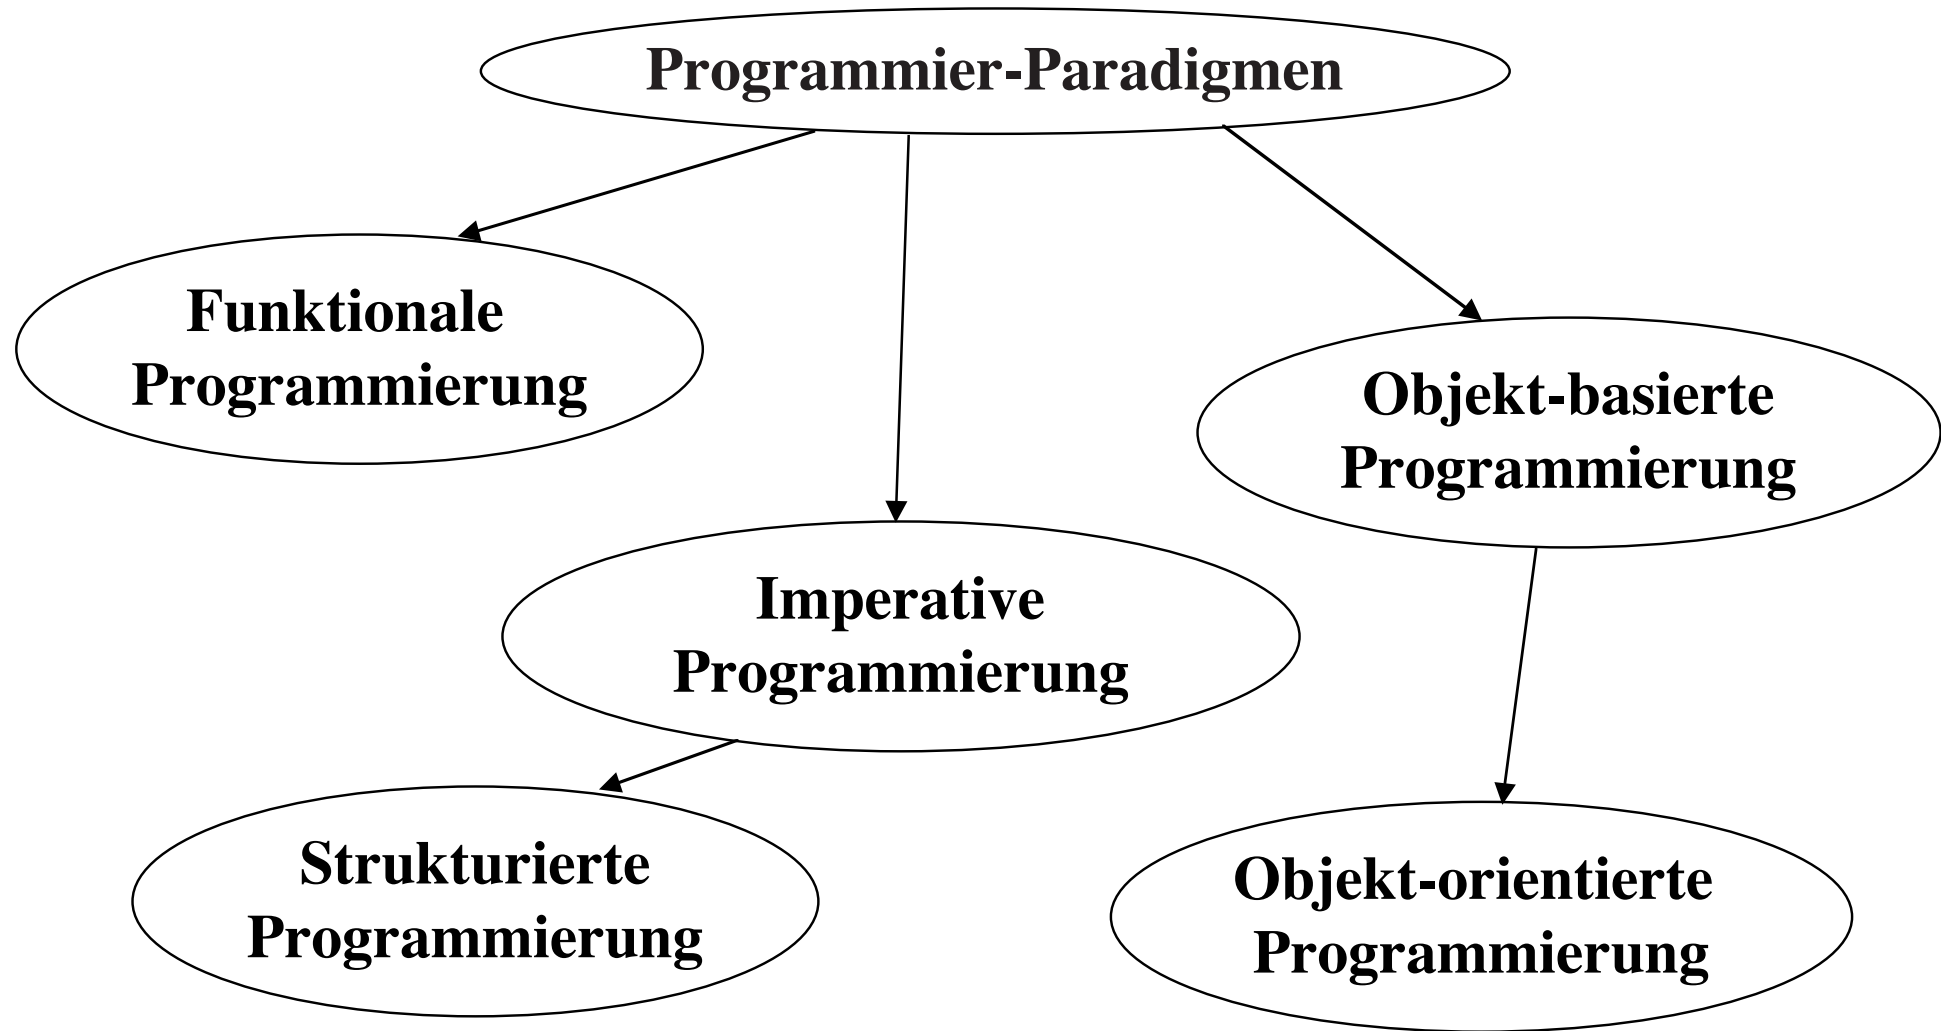 Programmier-Paradigmen
Funktionale
Programmierung
Objekt-basierte
Programmierung
Imperative
Programmierung
Strukturierte
Programmierung
Objekt-orientierte
Programmierung